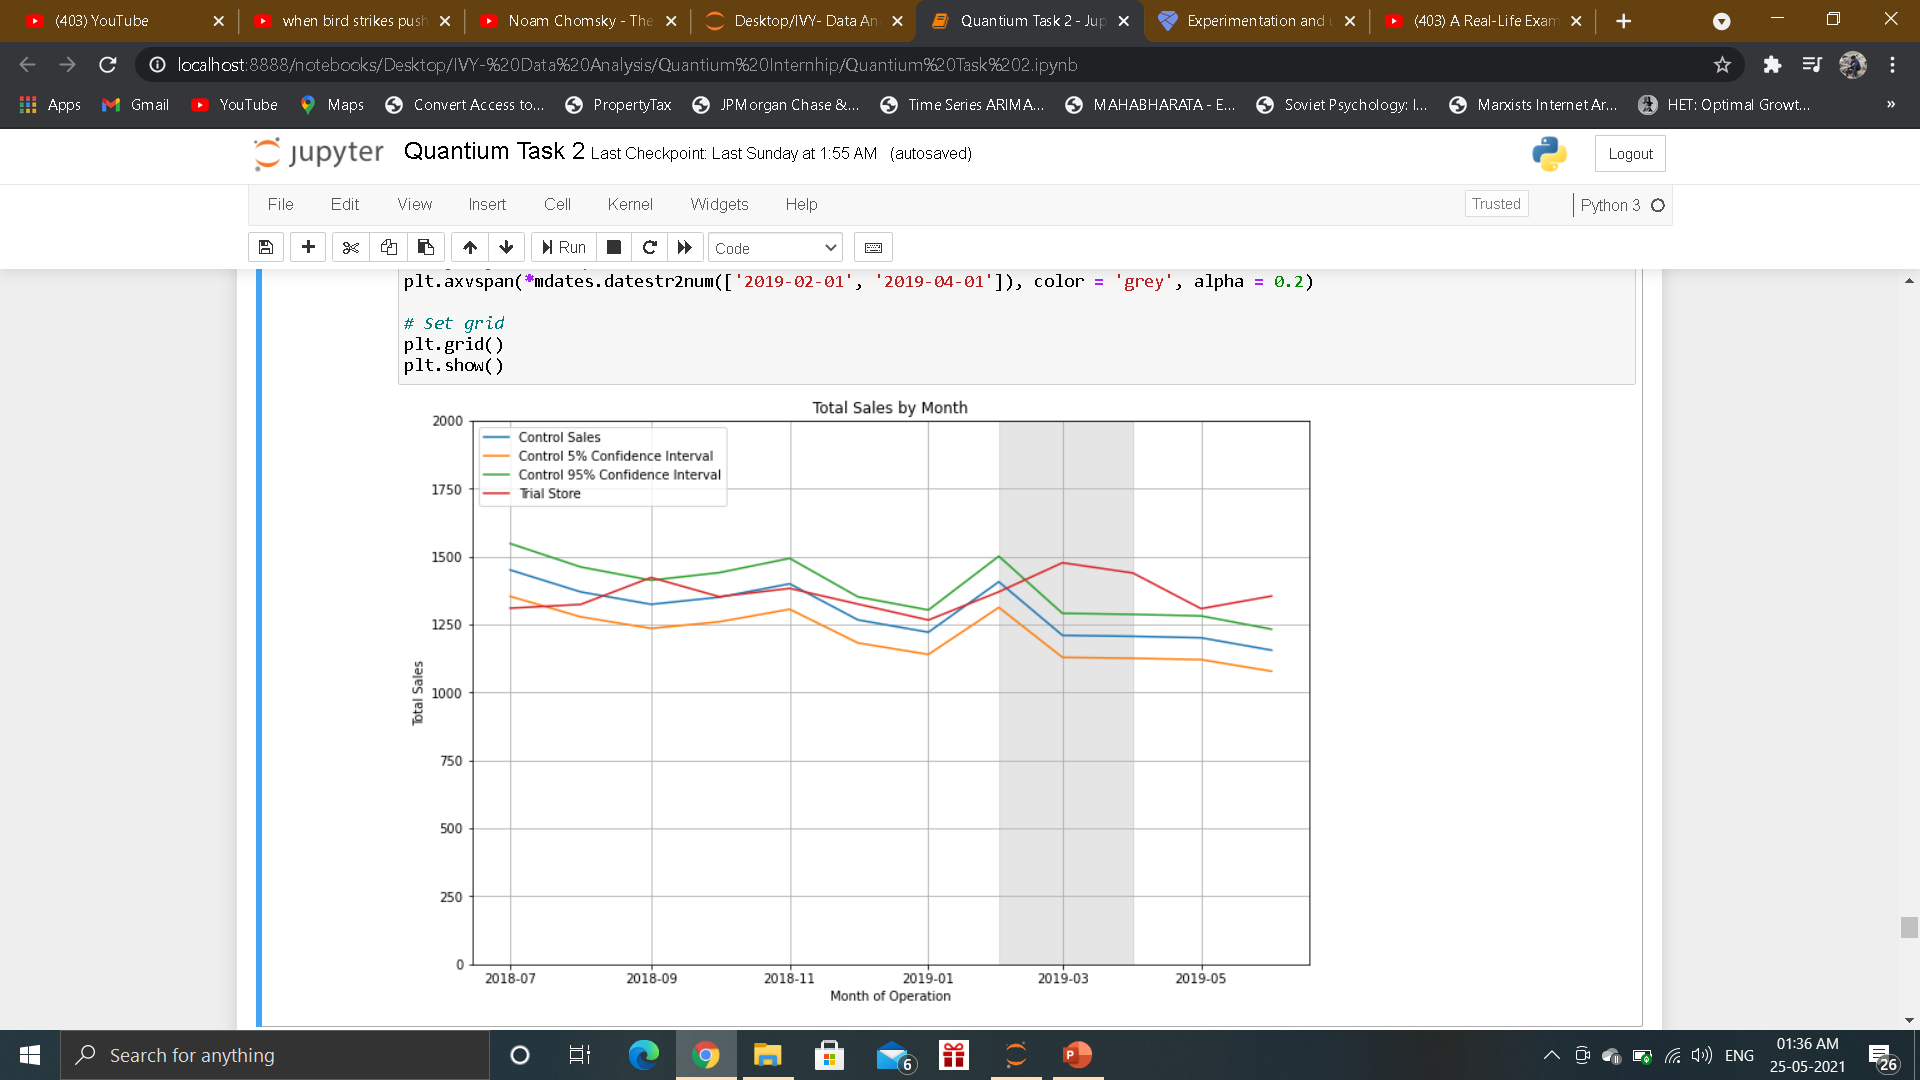 (403) YouTube
when bird strikes push
Noam Chomsky - The
Desktop/IVY- Data An
Quantium Task 2 - Jup
Experimentation and
(403) A Real-Life Exam
localhost:8888/notebooks/Desktop/IVY-%20Data%20Analysis/Quantium%20Internhip/Quantium%20Task%202.ipynb
Apps
Gmail
YouTube
Maps
Convert Access to...
PropertyTax
JPMorgan Chase &...
Time Series ARIMA...
MAHABHARATA - E...
Soviet Psychology: I...
Marxists Internet Ar...
HET: Optimal Growt...
»
jupyter Quantium Task 2 Last Checkpoint: Last Sunday at 1:55 AM (autosaved)
Logout
File Edit View Insert Cell Kernel Widgets Help
Trusted
Python 3
Run
Code
plt.axvspan(*mdates.datestr2num(['2019-02-01', '2019-04-01']), color = 'grey', alpha = 0.2)
# Set grid
plt.grid()
plt.show()
Total Sales by Month
Control Sales
Control 5% Confidence Interval
Control 95% Confidence Interval
Trial Store
2000
1750
1500
1250
1000
750
500
250
0
Total Sales
2018-07 2018-09 2018-11 2019-01 2019-03 2019-05
Month of Operation
Search for anything
6
P
ENG
01:36 AM
25-05-2021
26